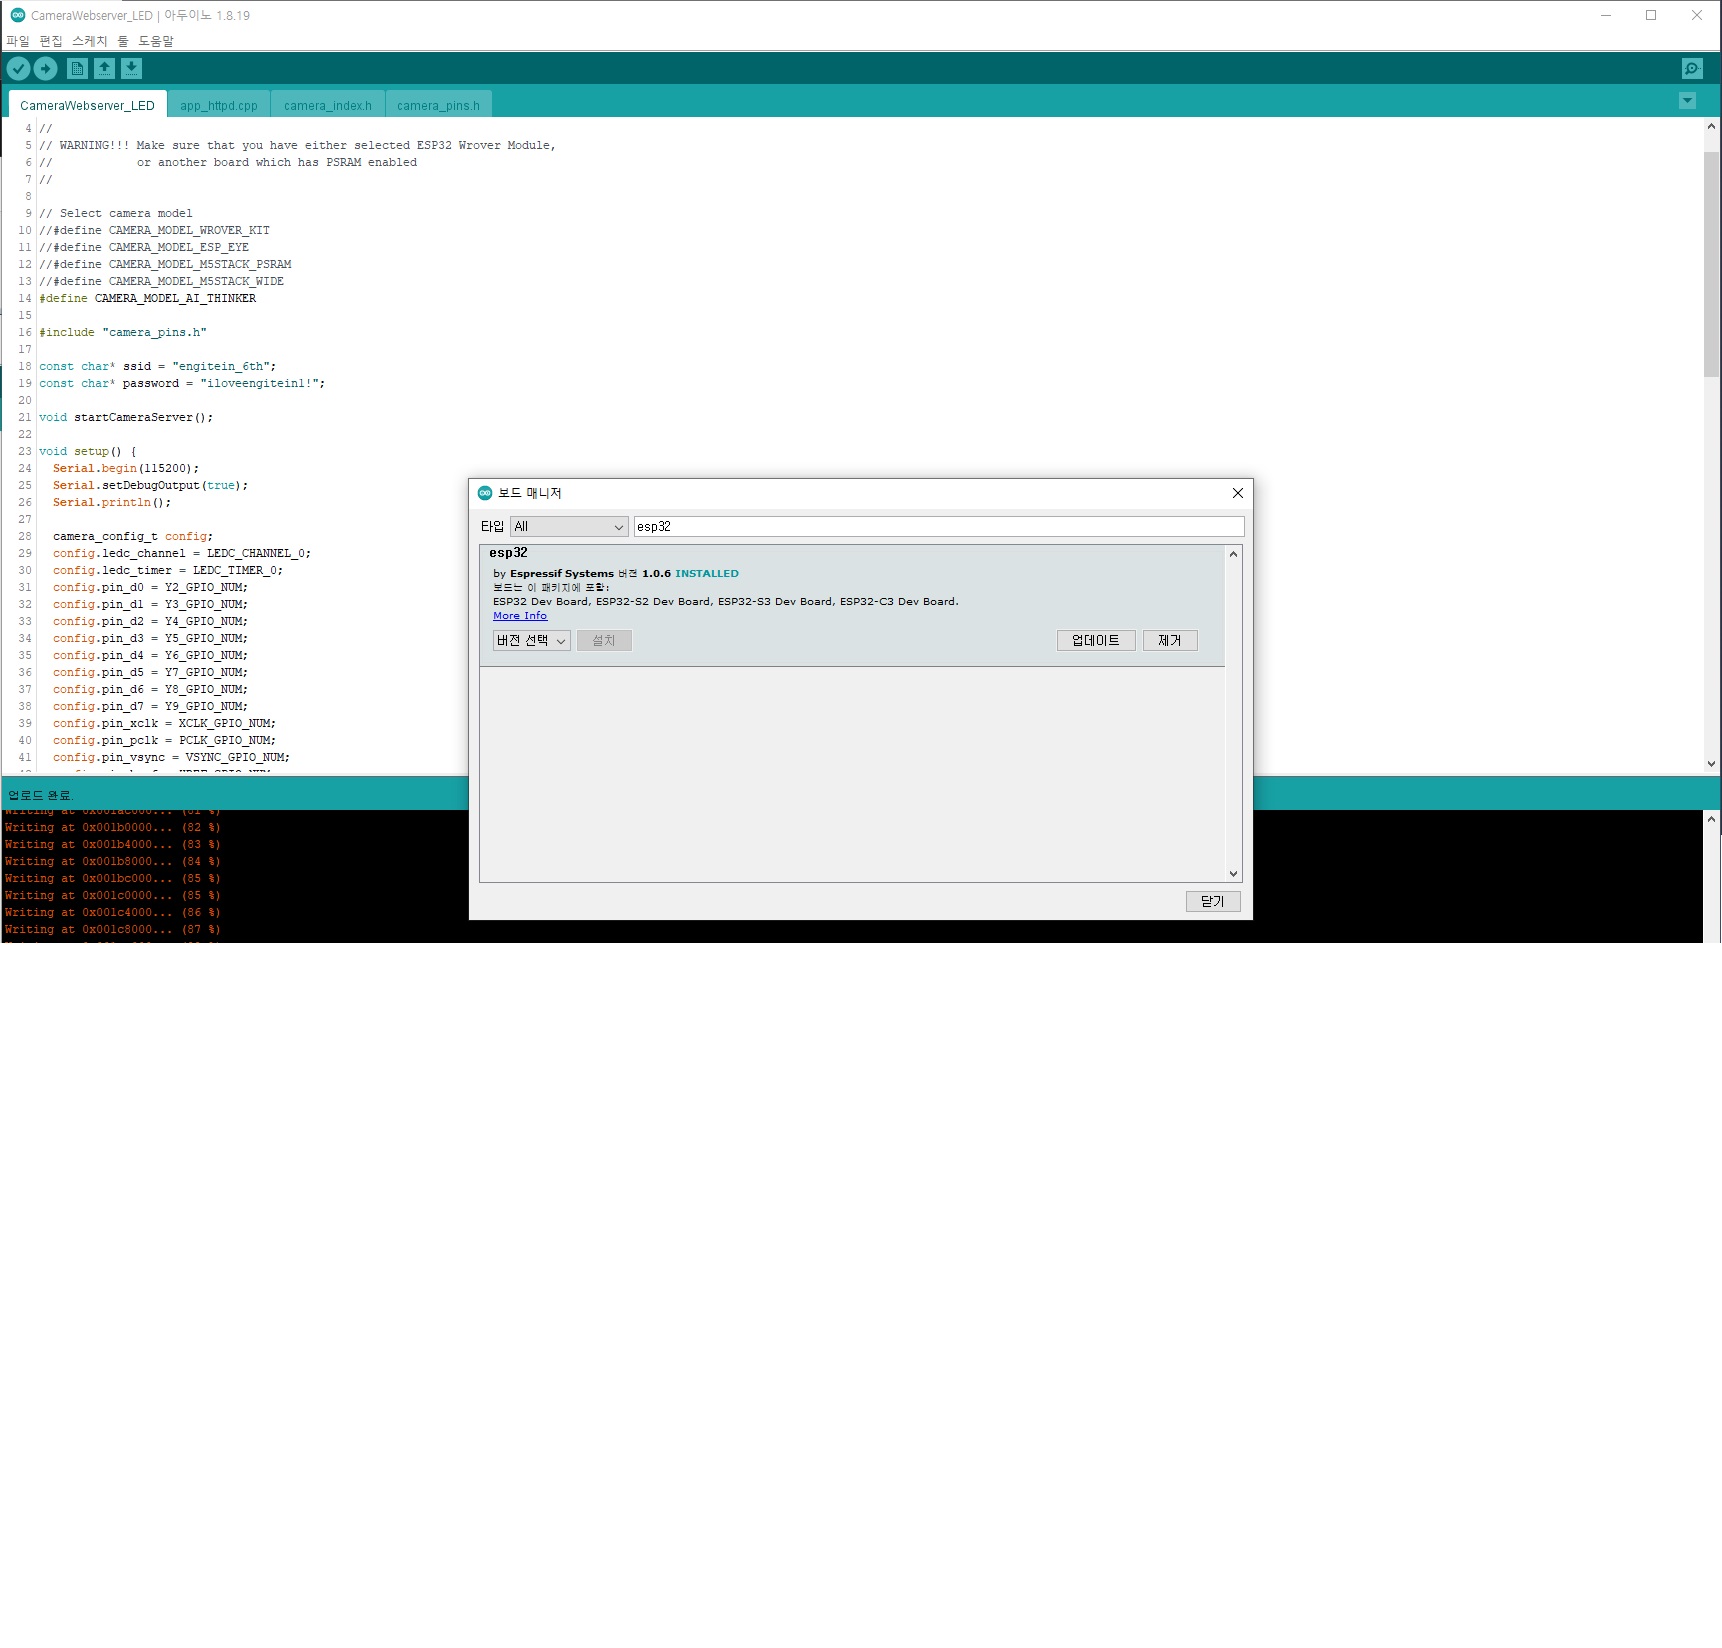 CameraWebserver_LED | 아두이노 1.8.19
파일 편집 스케치 툴 도움말
CameraWebserver_LED app_httpd.cpp camera_index.h camera_pins.h
4 //
5 // WARNING!!! Make sure that you have either selected ESP32 Wrover Module,
6 //            or another board which has PSRAM enabled
7 //
8
9 // Select camera model
10 //#define CAMERA_MODEL_WROVER_KIT
11 //#define CAMERA_MODEL_ESP_EYE
12 //#define CAMERA_MODEL_M5STACK_PSRAM
13 //#define CAMERA_MODEL_M5STACK_WIDE
14 #define CAMERA_MODEL_AI_THINKER
15
16 #include "camera_pins.h"
17
18 const char* ssid = "engitein_6th";
19 const char* password = "iloveengitein1!";
20
21 void startCameraServer();
22
23 void setup() {
24 Serial.begin(115200);
25 Serial.setDebugOutput(true);
26 Serial.println();
27
28 camera_config_t config;
29 config.ledc_channel = LEDC_CHANNEL_0;
30 config.ledc_timer = LEDC_TIMER_0;
31 config.pin_d0 = Y2_GPIO_NUM;
32 config.pin_d1 = Y3_GPIO_NUM;
33 config.pin_d2 = Y4_GPIO_NUM;
34 config.pin_d3 = Y5_GPIO_NUM;
35 config.pin_d4 = Y6_GPIO_NUM;
36 config.pin_d5 = Y7_GPIO_NUM;
37 config.pin_d6 = Y8_GPIO_NUM;
38 config.pin_d7 = Y9_GPIO_NUM;
39 config.pin_xclk = XCLK_GPIO_NUM;
40 config.pin_pclk = PCLK_GPIO_NUM;
41 config.pin_vsync = VSYNC_GPIO_NUM;
보드 매니저
타입 All esp32
esp32
by Espressif Systems 버전 1.0.6 INSTALLED
보드는 이 패키지에 포함:
ESP32 Dev Board, ESP32-S2 Dev Board, ESP32-S3 Dev Board, ESP32-C3 Dev Board.
More Info
버전 선택 설치 업데이트 제거
닫기
업로드 완료.
Writing at 0x001ac000... (81 %)
Writing at 0x001b0000... (82 %)
Writing at 0x001b4000... (83 %)
Writing at 0x001b8000... (84 %)
Writing at 0x001bc000... (85 %)
Writing at 0x001c0000... (85 %)
Writing at 0x001c4000... (86 %)
Writing at 0x001c8000... (87 %)